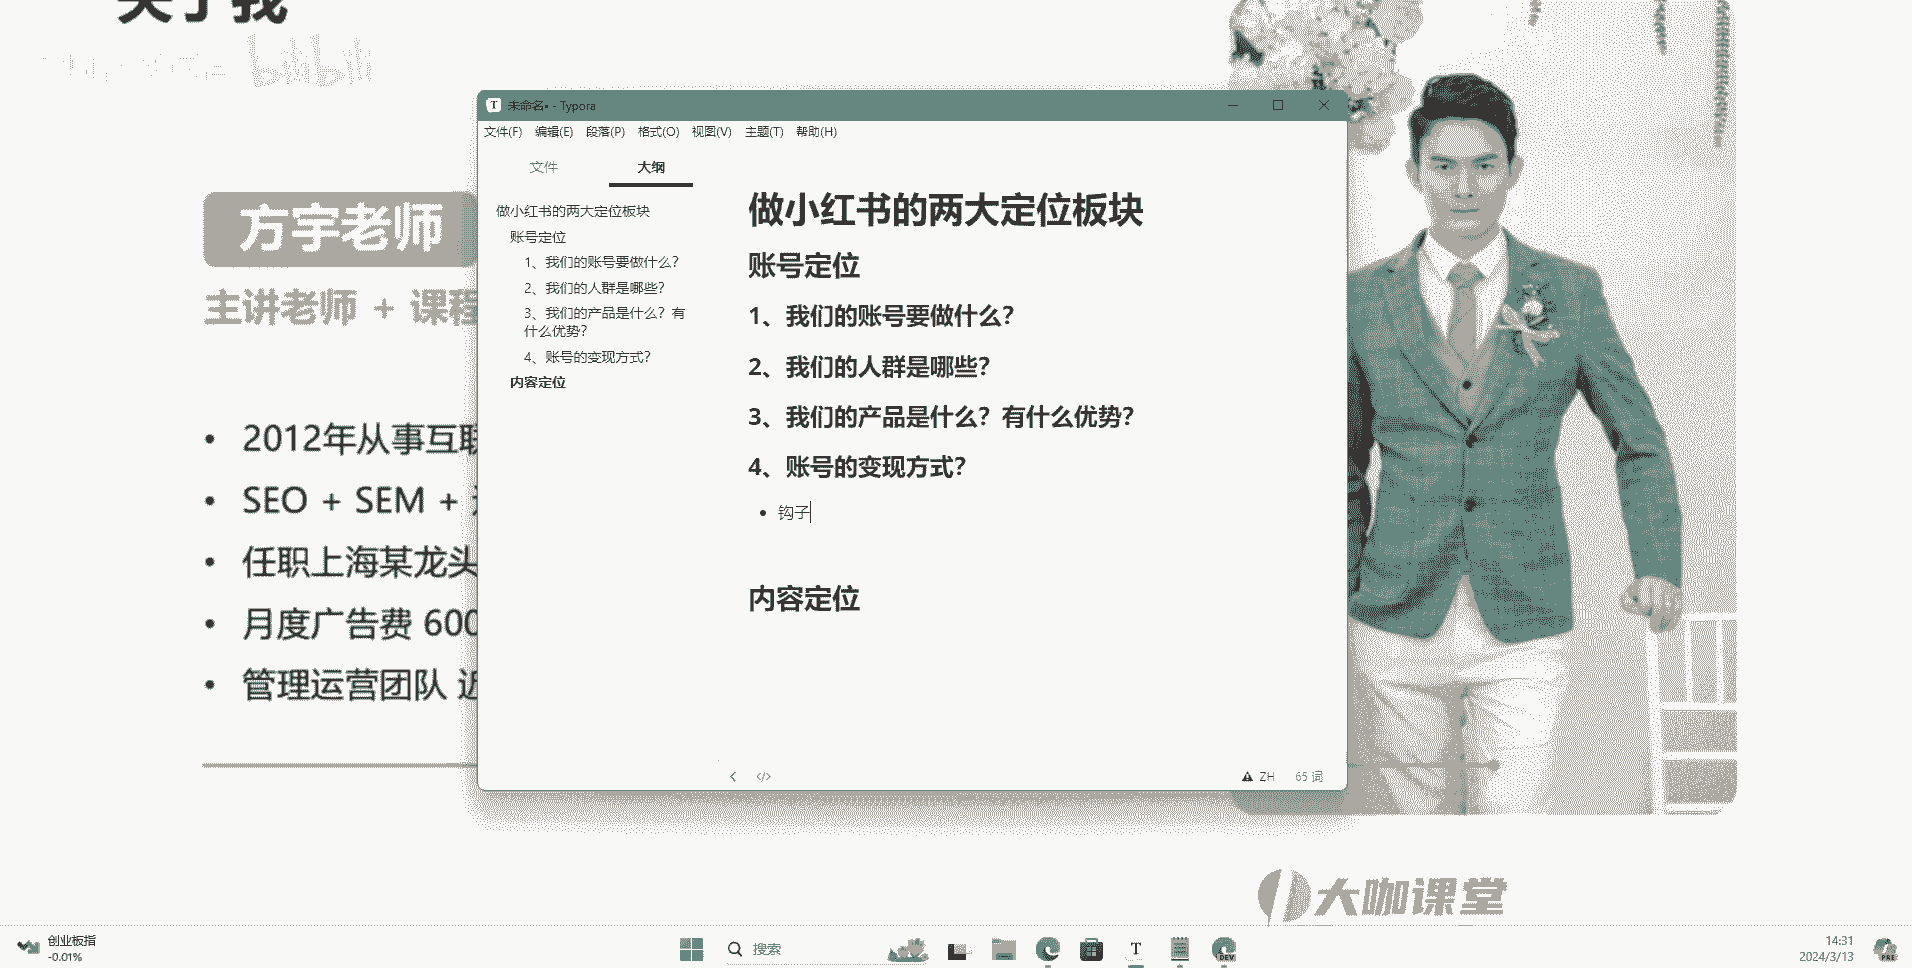 关于我
bilibili
方宇老师
主讲老师 + 课程
• 2012年从事互联
• SEO + SEM +
• 任职上海某龙头
• 月度广告费 600
• 管理运营团队 近
未命名• - Typora
文件(F) 编辑(E) 段落(P) 格式(O) 视图(V) 主题(T) 帮助(H)
文件 大纲
做小红书的两大定位板块
账号定位
1、我们的账号要做什么？
2、我们的人群是哪些？
3、我们的产品是什么？有
什么优势？
4、账号的变现方式？
内容定位
做小红书的两大定位板块
账号定位
1、我们的账号要做什么？
2、我们的人群是哪些？
3、我们的产品是什么？有什么优势？
4、账号的变现方式？
• 钩子
内容定位
</> ZH 65 词
大咖课堂
创业板指
-0.01%
搜索
T
DEV
14:31
2024/3/13
PRE